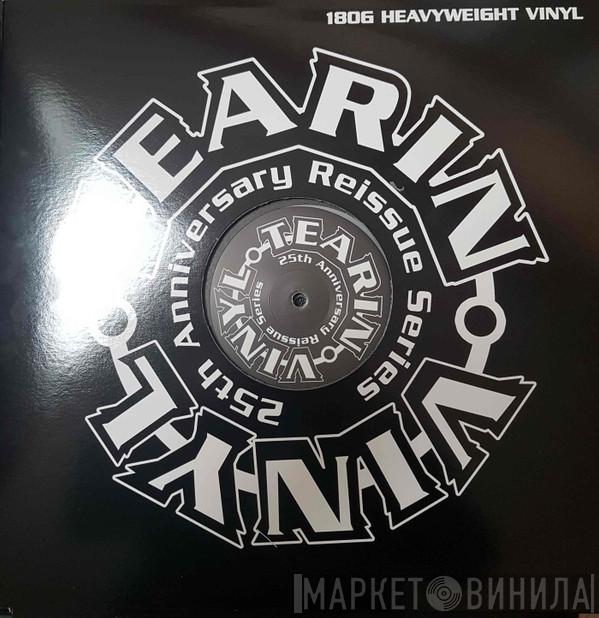 180G HEAVYWEIGHT VINYL
TEARIN VINYL
25th Anniversary Reissue Series
TEARIN VINYL
25th Anniversary Reissue Series
МАРКЕТ ВИНИЛА